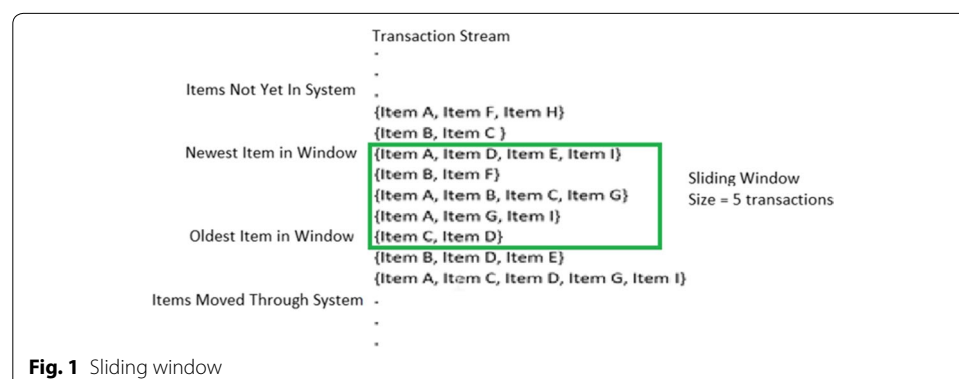 Transaction Stream
.
.
Items Not Yet In System .
{Item A, Item F, Item H}
{Item B, Item C }
Newest Item in Window {Item A, Item D, Item E, Item I}
{Item B, Item F}
Sliding Window
{Item A, Item B, Item C, Item G}
Size = 5 transactions
{Item A, Item G, Item I}
Oldest Item in Window {Item C, Item D}
{Item B, Item D, Item E}
{Item A, Item C, Item D, Item G, Item I}
Items Moved Through System .
.
.
Fig. 1 Sliding window